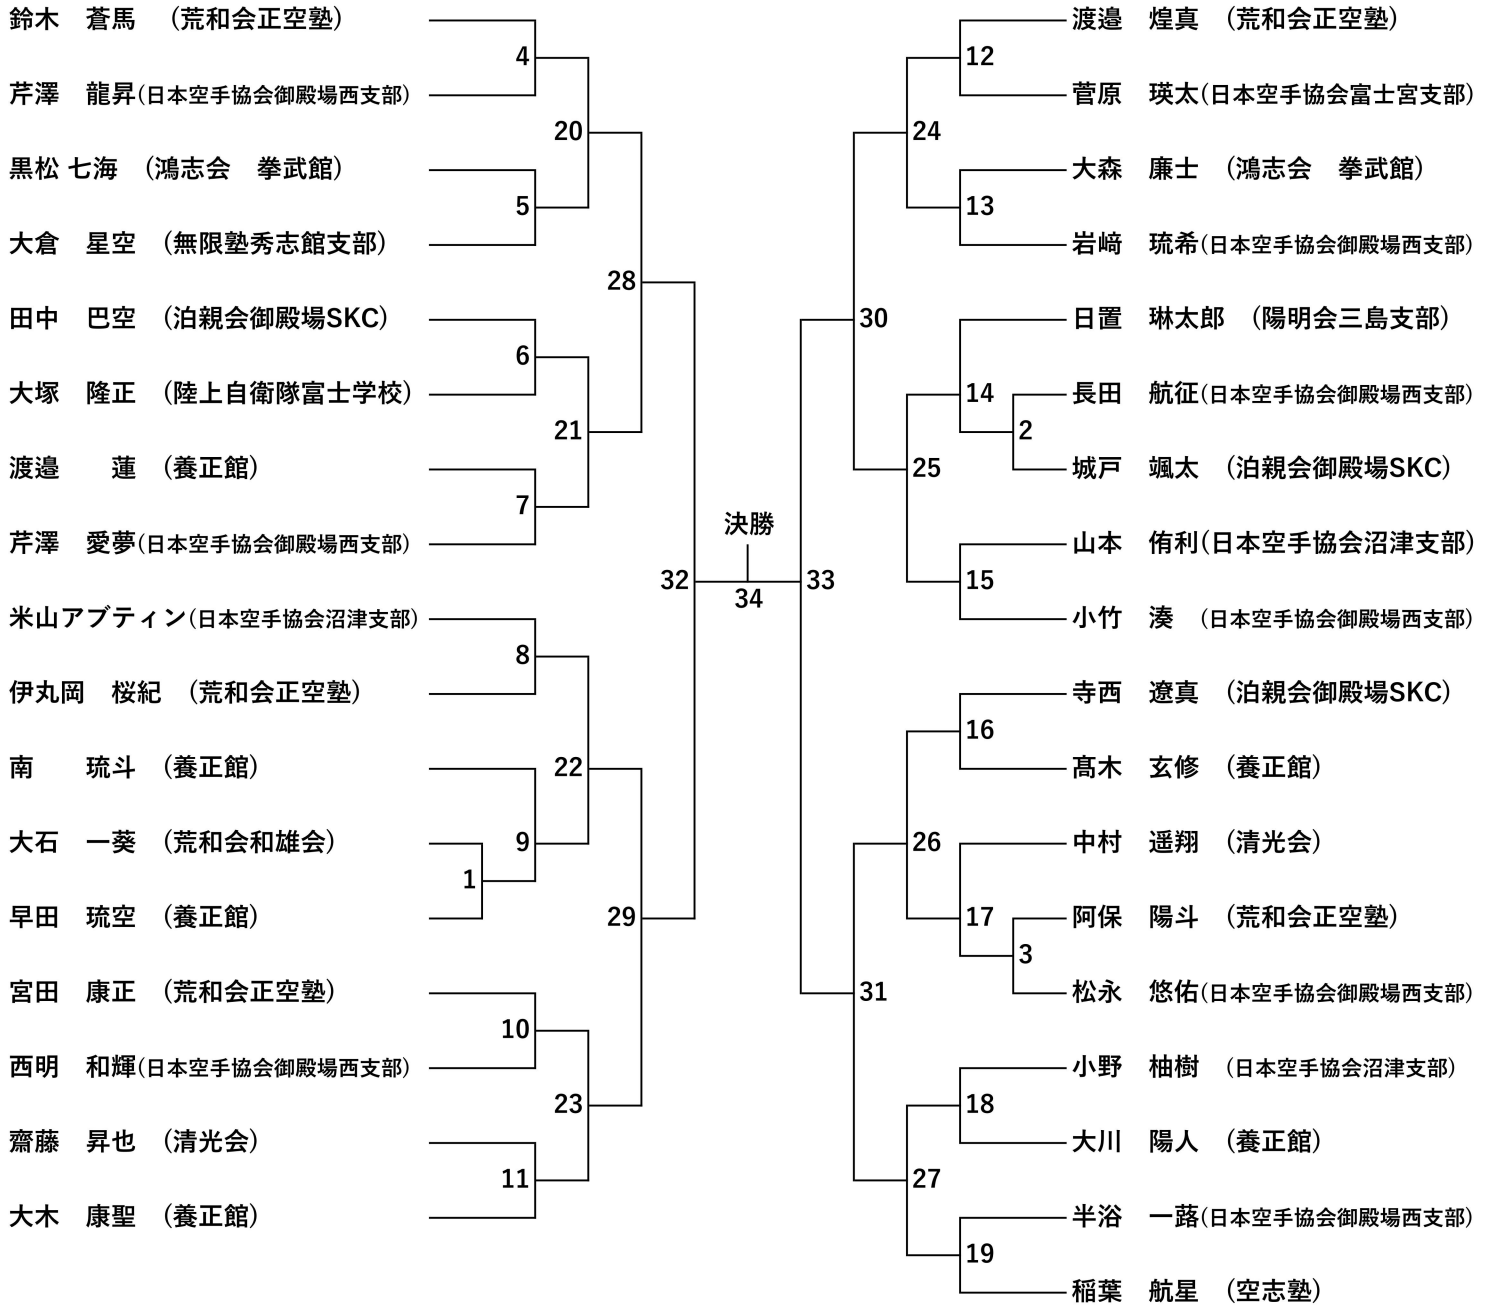 鈴木　蒼馬　（荒和会正空塾）
4
芹澤　龍昇（日本空手協会御殿場西支部）
20
黒松 七海　（鴻志会　拳武館）
5
大倉　星空　（無限塾秀志館支部）
28
田中　巴空　（泊親会御殿場SKC）
6
大塚　隆正　（陸上自衛隊富士学校）
21
渡邉　　蓮　（養正館）
7
芹澤　愛夢（日本空手協会御殿場西支部）
32
米山アブティン（日本空手協会沼津支部）
8
伊丸岡　桜紀　（荒和会正空塾）
22
南　　琉斗　（養正館）
9
大石　一葵　（荒和会和雄会）
1
早田　琉空　（養正館）
29
宮田　康正　（荒和会正空塾）
10
西明　和輝（日本空手協会御殿場西支部）
23
齋藤　昇也　（清光会）
11
大木　康聖　（養正館）
決勝
34
渡邉　煌真　（荒和会正空塾）
12
菅原　瑛太（日本空手協会富士宮支部）
24
大森　廉士　（鴻志会　拳武館）
13
岩﨑　琉希（日本空手協会御殿場西支部）
30
日置　琳太郎　（陽明会三島支部）
14
長田　航征（日本空手協会御殿場西支部）
2
城戸　颯太　（泊親会御殿場SKC）
25
山本　侑利（日本空手協会沼津支部）
15
小竹　湊　（日本空手協会御殿場西支部）
33
寺西　遼真　（泊親会御殿場SKC）
16
髙木　玄修　（養正館）
26
中村　遥翔　（清光会）
17
阿保　陽斗　（荒和会正空塾）
3
松永　悠佑（日本空手協会御殿場西支部）
31
小野　柚樹　（日本空手協会沼津支部）
18
大川　陽人　（養正館）
27
半浴　一蕗（日本空手協会御殿場西支部）
19
稲葉　航星　（空志塾）